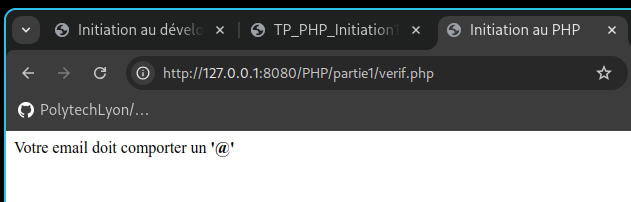 Initiation au dévelo
TP_PHP_Initiation1
Initiation au PHP
http://127.0.0.1:8080/PHP/partie1/verif.php
PolytechLyon/...
Votre email doit comporter un '@'